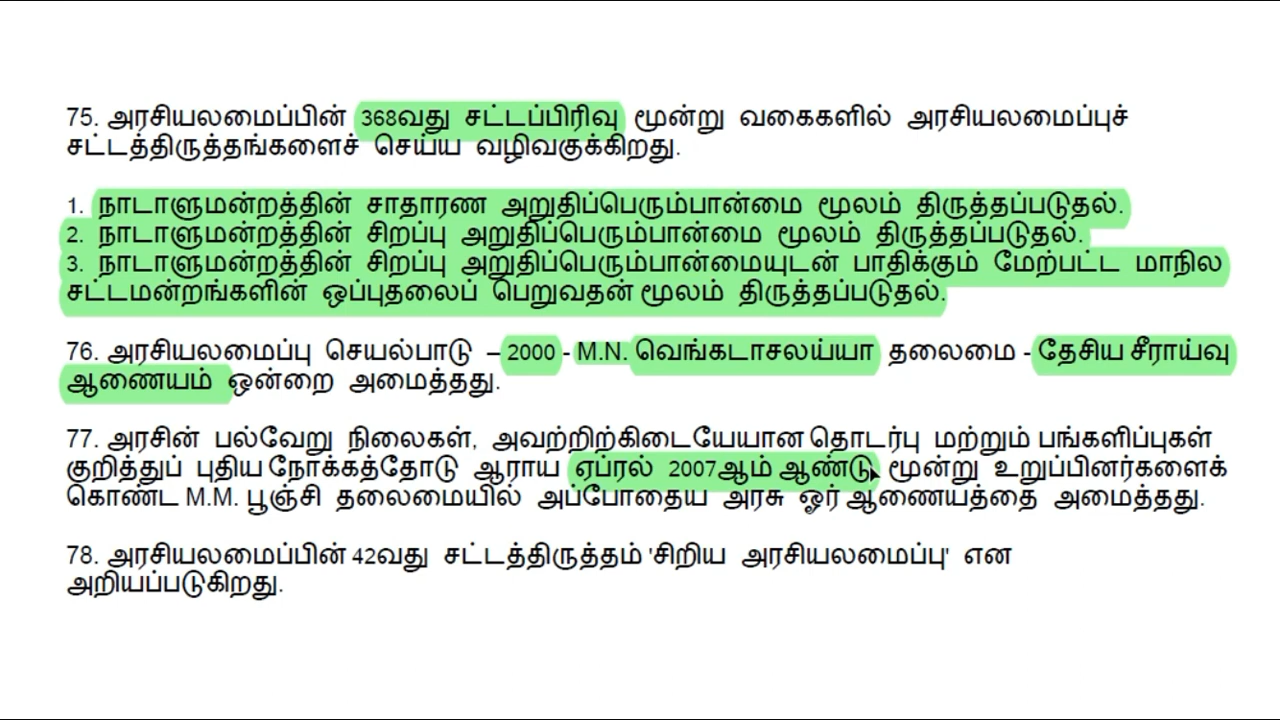 75. அரசியலமைப்பின் 368வது சட்டப்பிரிவு மூன்று வகைகளில் அரசியலமைப்புச்
சட்டத்திருத்தங்களைச் செய்ய வழிவகுக்கிறது.
1. நாடாளுமன்றத்தின் சாதாரண அறுதிப்பெரும்பான்மை மூலம் திருத்தப்படுதல்.
2. நாடாளுமன்றத்தின் சிறப்பு அறுதிப்பெரும்பான்மை மூலம் திருத்தப்படுதல்.
3. நாடாளுமன்றத்தின் சிறப்பு அறுதிப்பெரும்பான்மையுடன் பாதிக்கும் மேற்பட்ட மாநில
சட்டமன்றங்களின் ஒப்புதலைப் பெறுவதன் மூலம் திருத்தப்படுதல்.
76. அரசியலமைப்பு செயல்பாடு – 2000 - M.N. வெங்கடாசலய்யா தலைமை - தேசிய சீராய்வு
ஆணையம் ஒன்றை அமைத்தது.
77. அரசின் பல்வேறு நிலைகள், அவற்றிற்கிடையேயான தொடர்பு மற்றும் பங்களிப்புகள்
குறித்துப் புதிய நோக்கத்தோடு ஆராய ஏப்ரல் 2007ஆம் ஆண்டு மூன்று உறுப்பினர்களைக்
கொண்ட M.M. பூஞ்சி தலைமையில் அப்போதைய அரசு ஓர் ஆணையத்தை அமைத்தது.
78. அரசியலமைப்பின் 42வது சட்டத்திருத்தம் 'சிறிய அரசியலமைப்பு' என
அறியப்படுகிறது.